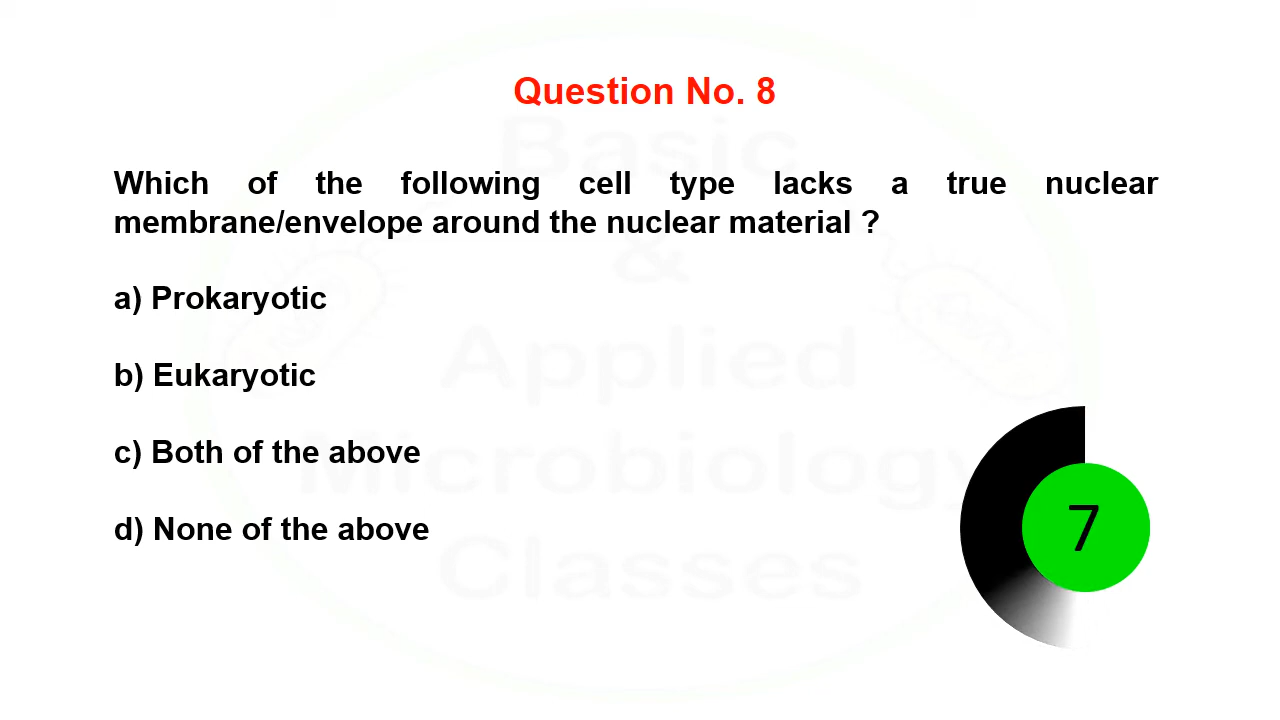 Question No. 8
Which of the following cell type lacks a true nuclear
membrane/envelope around the nuclear material ?
a) Prokaryotic
b) Eukaryotic
c) Both of the above
d) None of the above
7
Basic
&
Applied
Microbiology
Classes